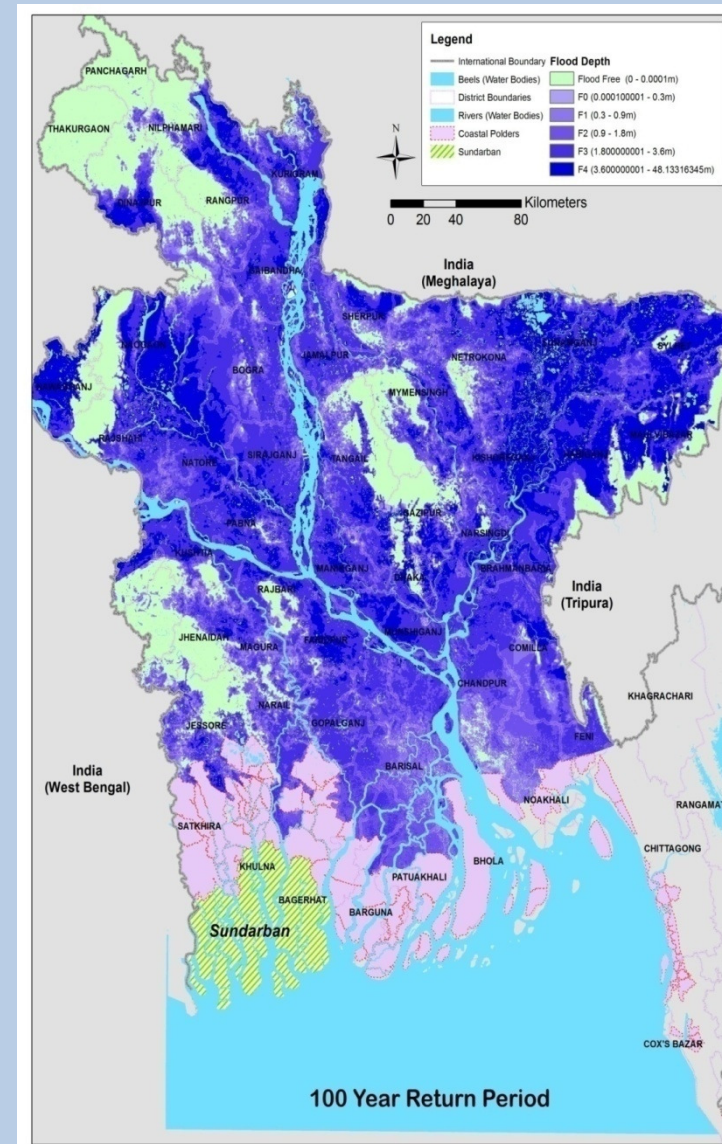 Legend
International Boundary
Beels (Water Bodies)
District Boundaries
Rivers (Water Bodies)
Coastal Polders
Sundarban
Flood Depth
Flood Free (0 - 0.0001m)
F0 (0.000100001 - 0.3m)
F1 (0.3 - 0.9m)
F2 (0.9 - 1.8m)
F3 (1.800000001 - 3.6m)
F4 (3.600000001 - 48.13316345m)
N
Kilometers
0 20 40 80
PANCHAGARH
THAKURGAON
NILPHAMARI
KURIGRAM
DINAJPUR
RANGPUR
GAIBANDHA
India
(Meghalaya)
SHERPUR
JAMALPUR
NETROKONA
BOGRA
MYMENSINGH
RAJSHAHI
NATORE
SIRAJGANJ
TANGAIL
PABNA
GAZIPUR
NARSINGDI
KUSHTIA
MANIKGANJ
DHAKA
BRAHMANBARIA
RAJBARI
India
(Tripura)
JHENAIDAH
MAGURA
FARIDPUR
MUNSHIGANJ
COMILLA
CHANDPUR
KHAGRACHARI
NARAIL
JESSORE
GOPALGANJ
FENI
India
(West Bengal)
BARISAL
NOAKHALI
RANGAMAT
SATKHIRA
CHITTAGONG
KHULNA
BHOLA
PATUAKHALI
BAGERHAT
BARGUNA
Sundarban
COX'S BAZAR
100 Year Return Period